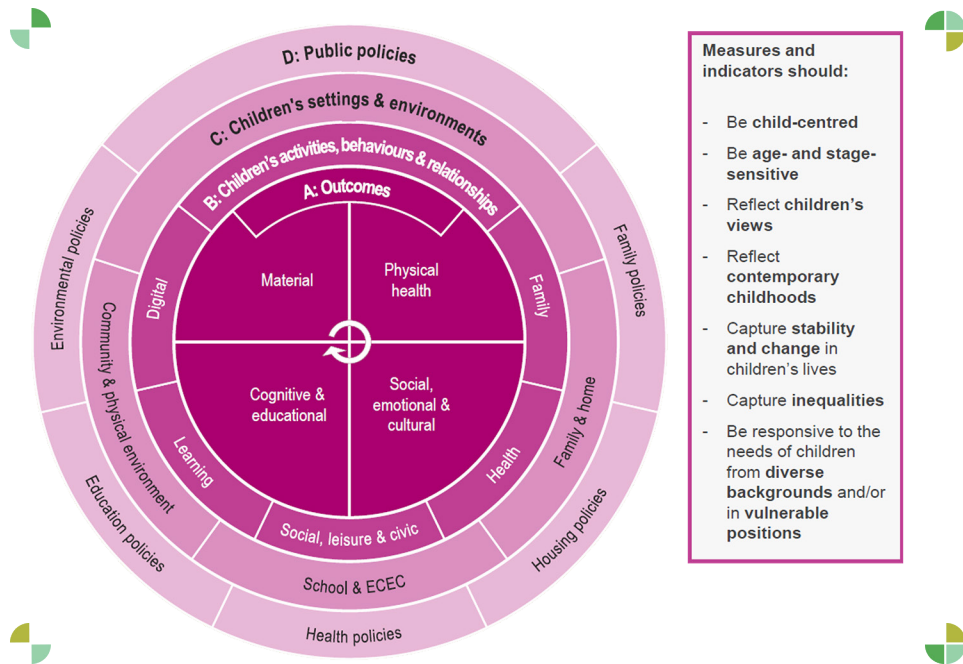 D: Public policies
C: Children's settings & environments
B: Children's activities, behaviours & relationships
A: Outcomes
Material
Physical
health
Cognitive &
educational
Social,
emotional &
cultural
Digital
Family
Learning
Health
Social, leisure & civic
Community & physical environment
Family & home
School & ECEC
Environmental policies
Family policies
Education policies
Housing policies
Health policies
Measures and
indicators should:
- Be child-centred
- Be age- and stage-
sensitive
- Reflect children’s
views
- Reflect
contemporary
childhoods
- Capture stability
and change in
children’s lives
- Capture inequalities
- Be responsive to the
needs of children
from diverse
backgrounds and/or
in vulnerable
positions